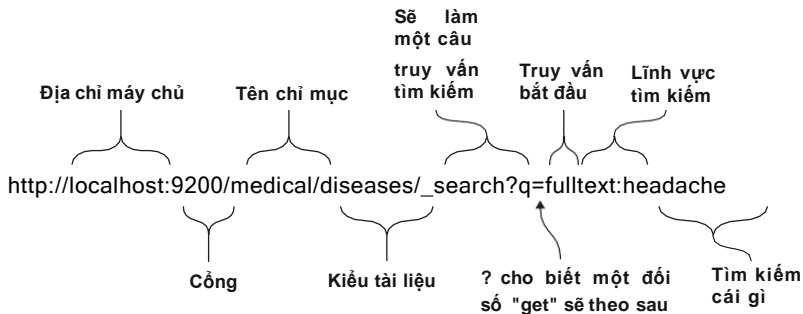 Sẽ làm
một câu
truy vấn
tìm kiếm
Truy vấn
bắt đầu
Lĩnh vực
tìm kiếm
Địa chỉ máy chủ
Tên chỉ mục
http://localhost:9200/medical/diseases/_search?q=fulltext:headache
Cổng
Kiểu tài liệu
? cho biết một đối
số "get" sẽ theo sau
Tìm kiếm
cái gì